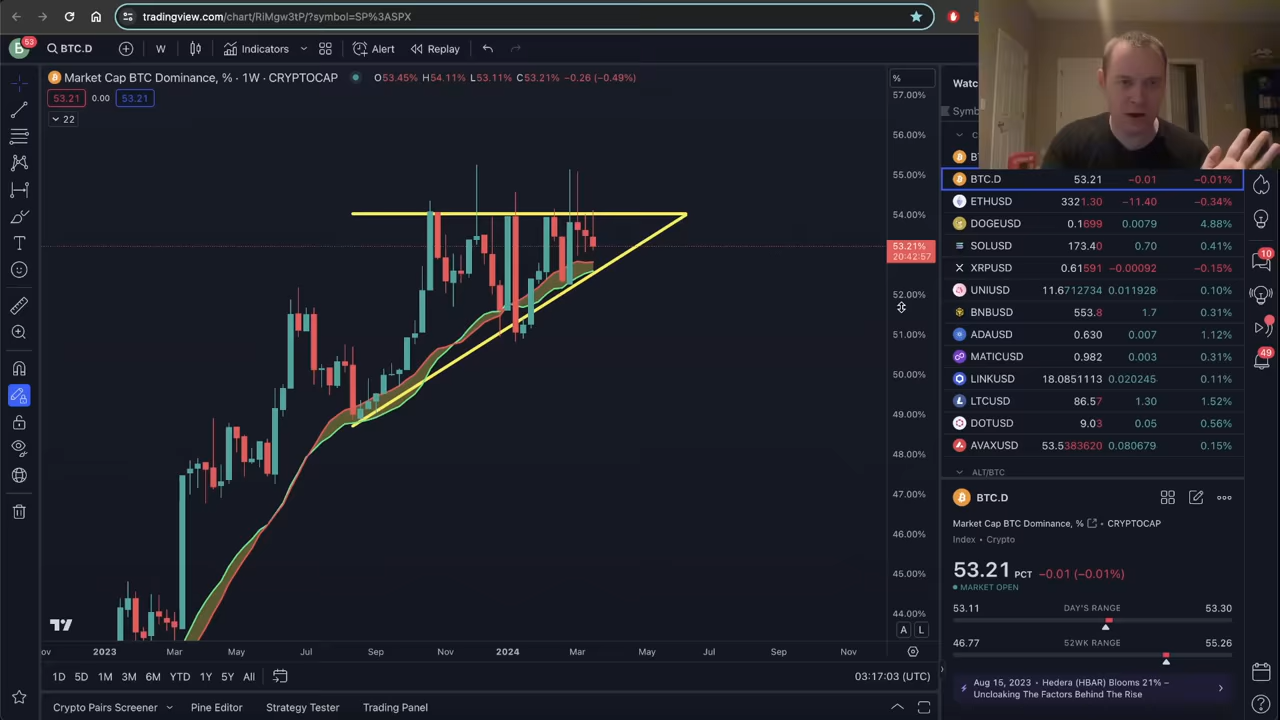 tradingview.com/chart/RiMgw3tP/?symbol=SP%3ASPX
B 53 BTC.D W Indicators Alert Replay
Market Cap BTC Dominance, % · 1W · CRYPTOCAP O53.45% H54.11% L53.11% C53.21% −0.26 (−0.49%)
53.21 0.00 53.21
22
%
57.00%
56.00%
55.00%
54.00%
53.21%
20:42:57
52.00%
51.00%
50.00%
49.00%
48.00%
47.00%
46.00%
45.00%
44.00%
A L
ov 2023 Mar May Jul Sep Nov 2024 Mar May Jul Sep Nov
1D 5D 1M 3M 6M YTD 1Y 5Y All 03:17:03 (UTC)
Crypto Pairs Screener Pine Editor Strategy Tester Trading Panel
Watc
Symb
C
B
BTC.D 53.21 −0.01 −0.01%
ETHUSD 3321.30 −11.40 −0.34%
DOGEUSD 0.1699 0.0079 4.88%
SOLUSD 173.40 0.70 0.41%
XRPUSD 0.61591 −0.00092 −0.15%
UNIUSD 11.6712734 0.011928 0.10%
BNBUSD 553.8 1.7 0.31%
ADAUSD 0.630 0.007 1.12%
MATICUSD 0.982 0.003 0.31%
LINKUSD 18.0851113 0.020245 0.11%
LTCUSD 86.57 1.30 1.52%
DOTUSD 9.03 0.05 0.56%
AVAXUSD 53.5383620 0.080679 0.15%
ALT/BTC
BTC.D
Market Cap BTC Dominance, % • CRYPTOCAP
Index • Crypto
53.21 PCT −0.01 (−0.01%)
MARKET OPEN
53.11 DAY'S RANGE 53.30
46.77 52WK RANGE 55.26
Aug 15, 2023 • Hedera (HBAR) Blooms 21% –
Uncloaking The Factors Behind The Rise
10
49